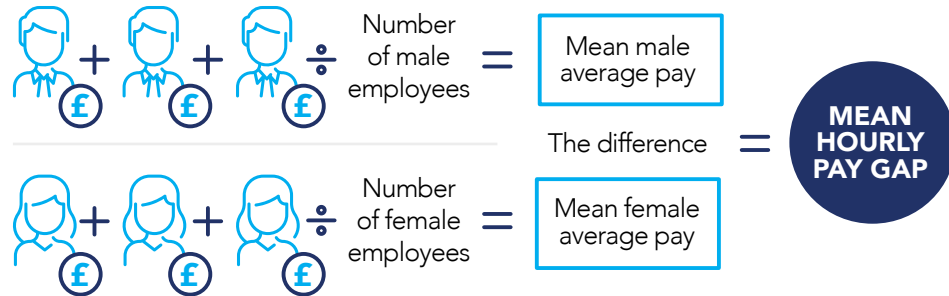 Number
of male
employees
+ + ÷ =
£ £ £
Mean male
average pay
The difference
=
MEAN
HOURLY
PAY GAP
Number
of female
employees
+ + ÷ =
£ £ £
Mean female
average pay